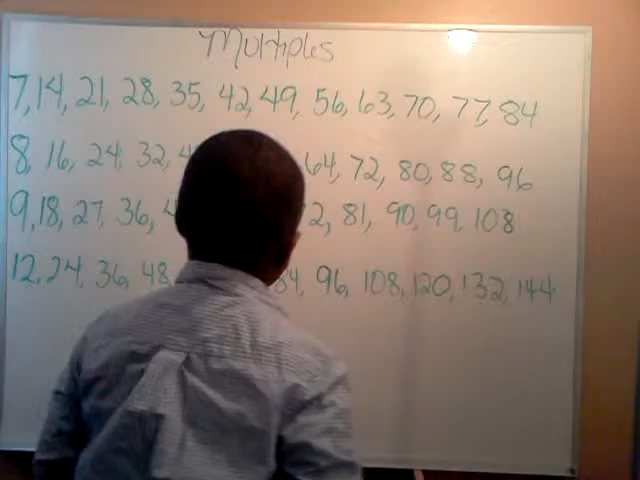 Multiples
7, 14, 21, 28, 35, 42, 49, 56, 63, 70, 77, 84
8, 16, 24, 32, 64, 72, 80, 88, 96
9, 18, 27, 36, 81, 90, 99, 108
12, 24, 36, 48 96, 108, 120, 132, 144